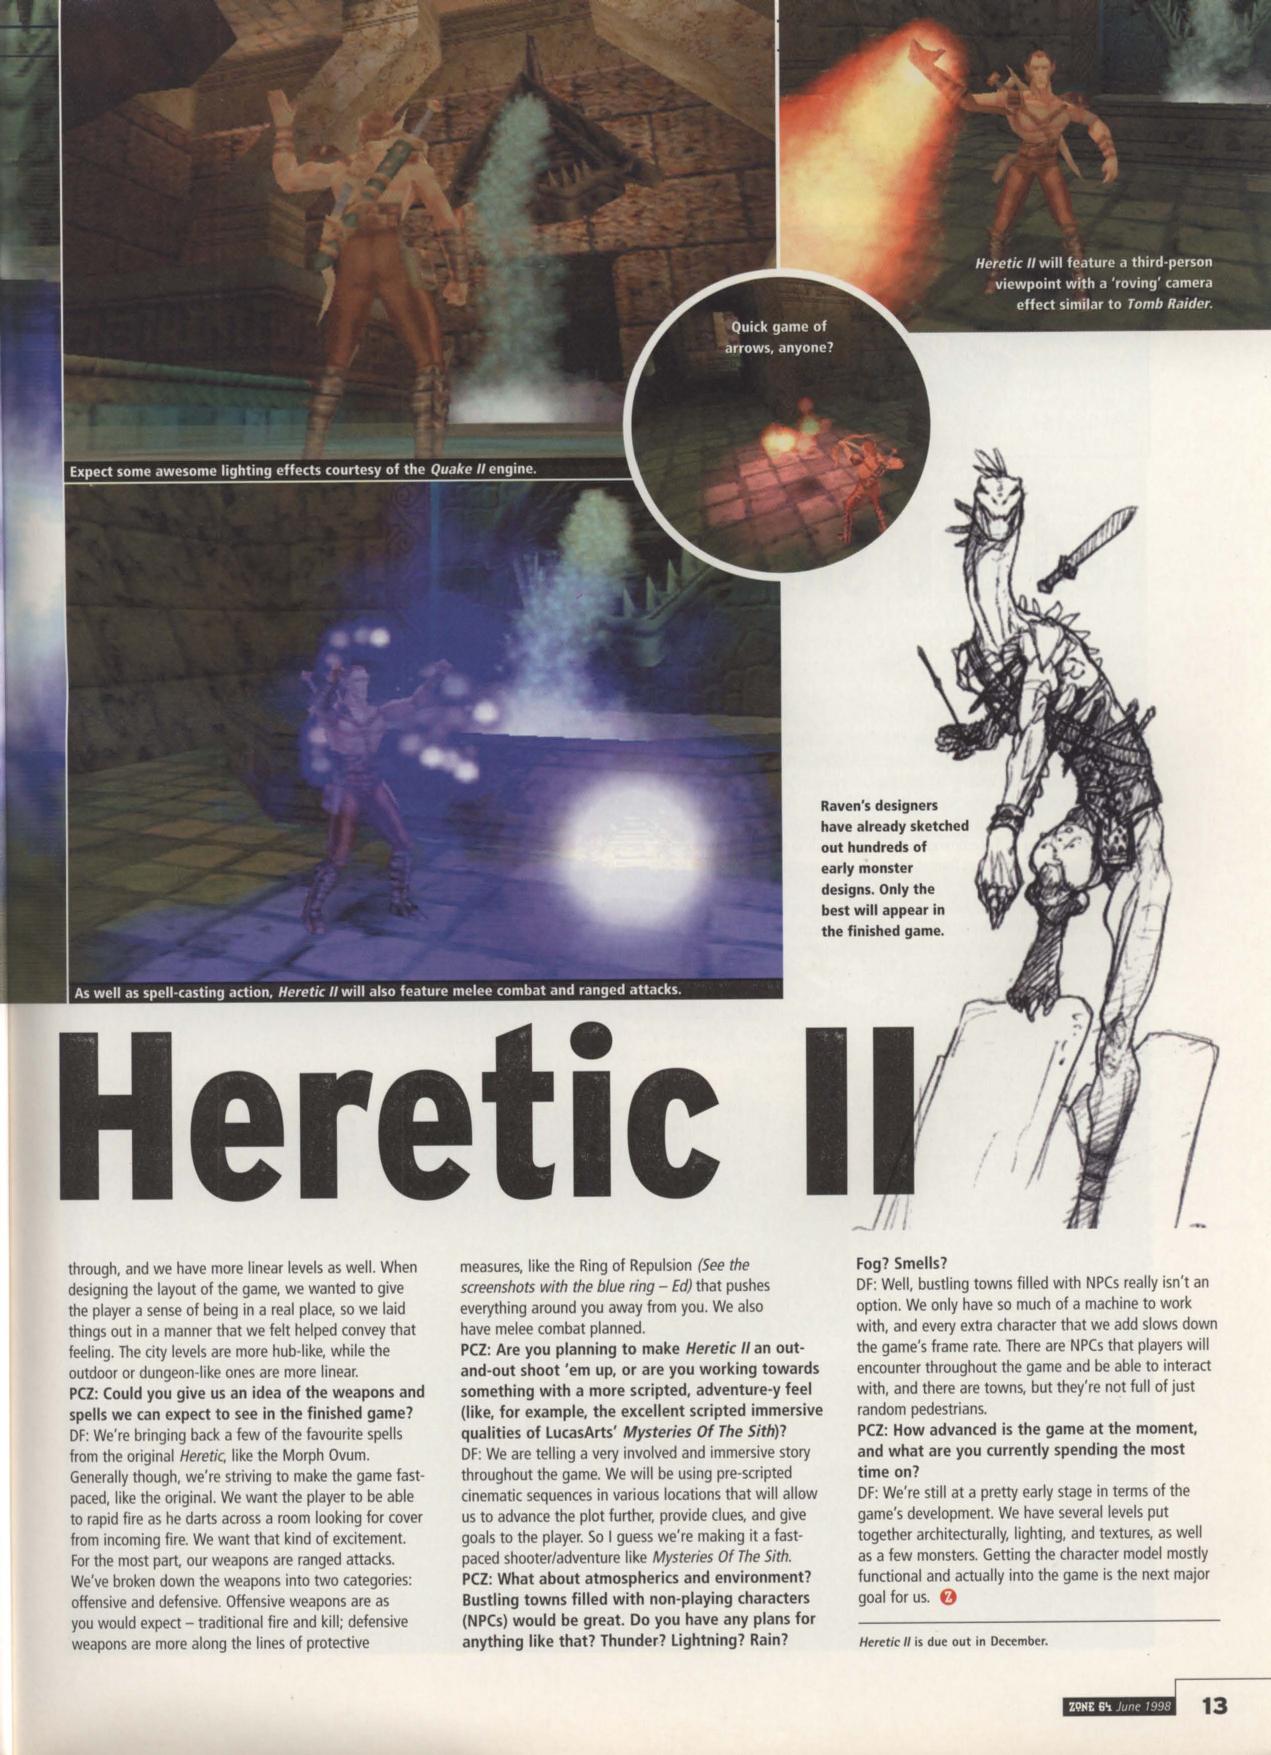 Heretic II will feature a third-person
viewpoint with a 'roving' camera
effect similar to Tomb Raider.
Quick game of
arrows, anyone?
Expect some awesome lighting effects courtesy of the Quake II engine.
Raven's designers
have already sketched
out hundreds of
early monster
designs. Only the
best will appear in
the finished game.
As well as spell-casting action, Heretic II will also feature melee combat and ranged attacks.
Heretic II
through, and we have more linear levels as well. When
designing the layout of the game, we wanted to give
the player a sense of being in a real place, so we laid
things out in a manner that we felt helped convey that
feeling. The city levels are more hub-like, while the
outdoor or dungeon-like ones are more linear.
PCZ: Could you give us an idea of the weapons and
spells we can expect to see in the finished game?
DF: We're bringing back a few of the favourite spells
from the original Heretic, like the Morph Ovum.
Generally though, we're striving to make the game fast-
paced, like the original. We want the player to be able
to rapid fire as he darts across a room looking for cover
from incoming fire. We want that kind of excitement.
For the most part, our weapons are ranged attacks.
We've broken down the weapons into two categories:
offensive and defensive. Offensive weapons are as
you would expect – traditional fire and kill; defensive
weapons are more along the lines of protective
measures, like the Ring of Repulsion (See the
screenshots with the blue ring – Ed) that pushes
everything around you away from you. We also
have melee combat planned.
PCZ: Are you planning to make Heretic II an out-
and-out shoot 'em up, or are you working towards
something with a more scripted, adventure-y feel
(like, for example, the excellent scripted immersive
qualities of LucasArts' Mysteries Of The Sith)?
DF: We are telling a very involved and immersive story
throughout the game. We will be using pre-scripted
cinematic sequences in various locations that will allow
us to advance the plot further, provide clues, and give
goals to the player. So I guess we're making it a fast-
paced shooter/adventure like Mysteries Of The Sith.
PCZ: What about atmospherics and environment?
Bustling towns filled with non-playing characters
(NPCs) would be great. Do you have any plans for
anything like that? Thunder? Lightning? Rain?
Fog? Smells?
DF: Well, bustling towns filled with NPCs really isn't an
option. We only have so much of a machine to work
with, and every extra character that we add slows down
the game's frame rate. There are NPCs that players will
encounter throughout the game and be able to interact
with, and there are towns, but they're not full of just
random pedestrians.
PCZ: How advanced is the game at the moment,
and what are you currently spending the most
time on?
DF: We're still at a pretty early stage in terms of the
game's development. We have several levels put
together architecturally, lighting, and textures, as well
as a few monsters. Getting the character model mostly
functional and actually into the game is the next major
goal for us. Z
Heretic II is due out in December.
ZONE 64 June 1998 13